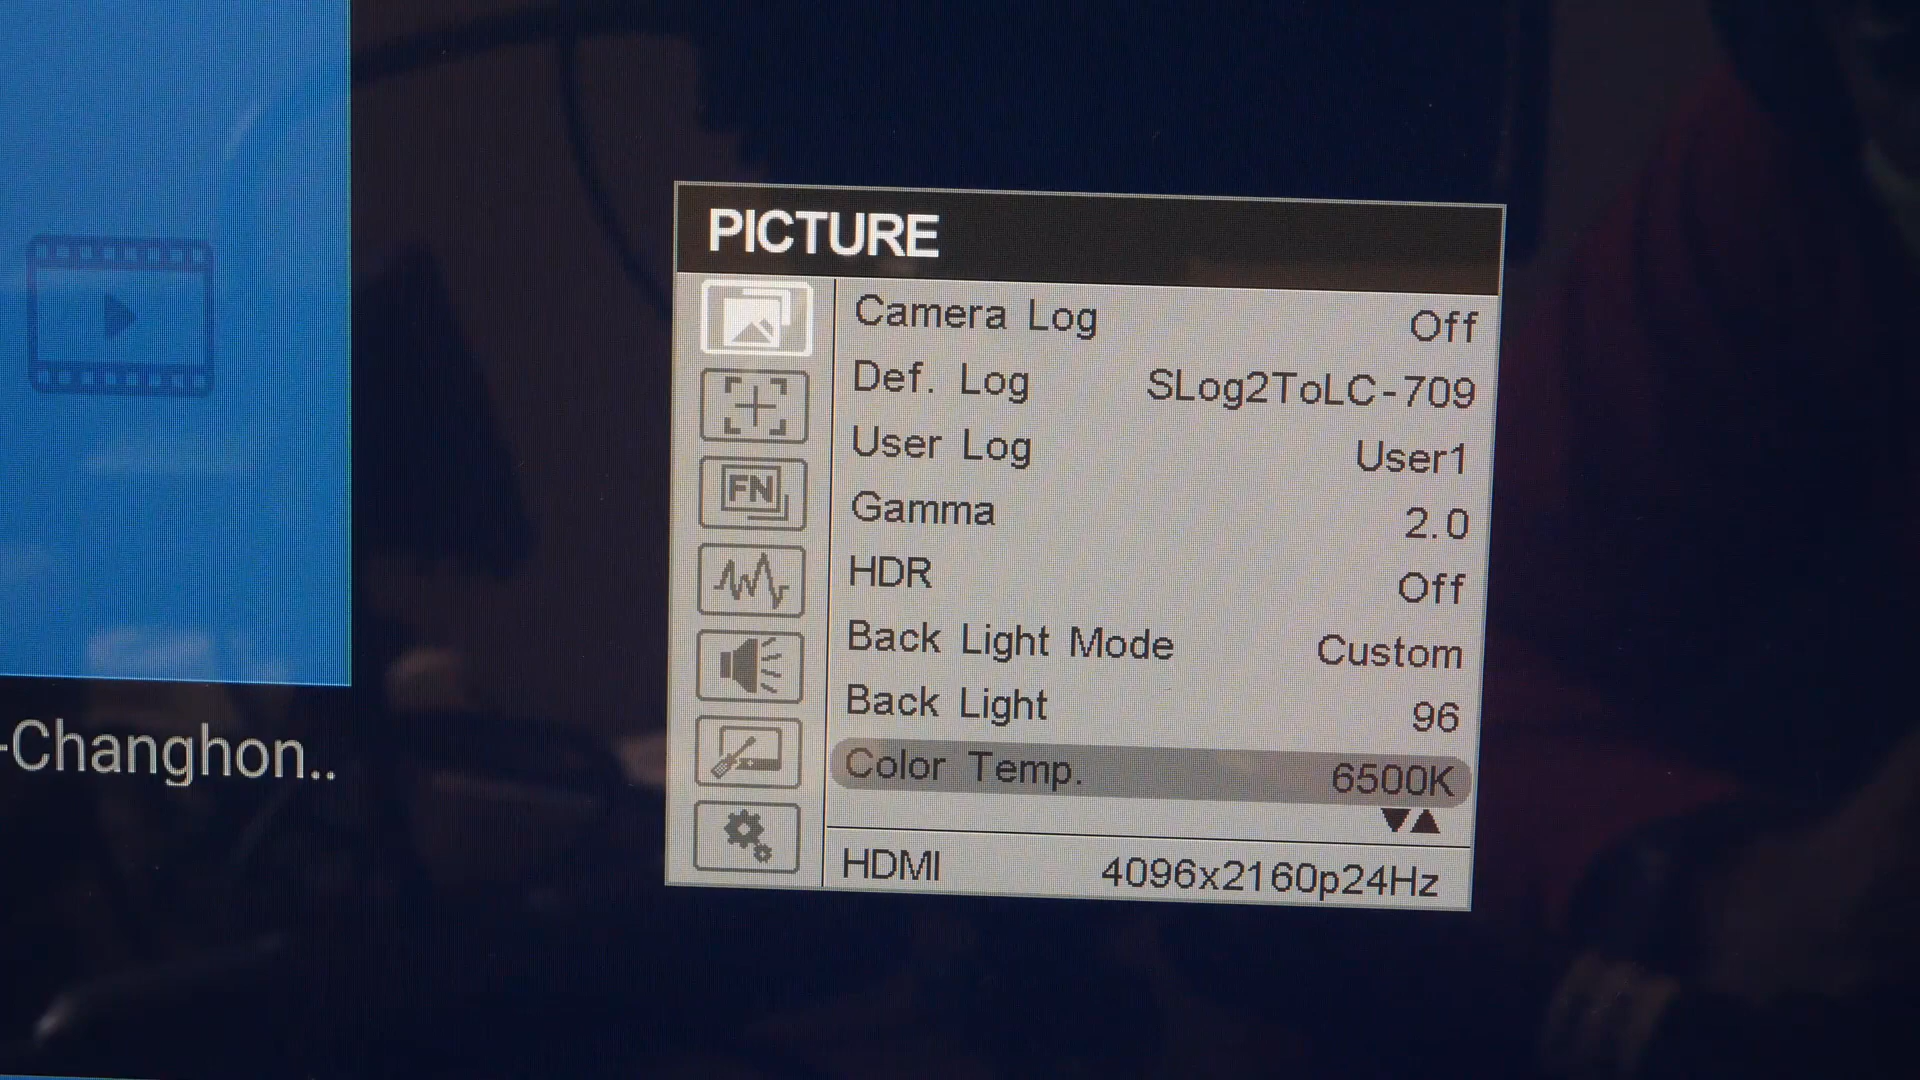 PICTURE
Camera Log Off
Def. Log SLog2ToLC-709
User Log User1
Gamma 2.0
HDR Off
Back Light Mode Custom
Back Light 96
Color Temp. 6500K
HDMI 4096x2160p24Hz
FN
-Changhon..